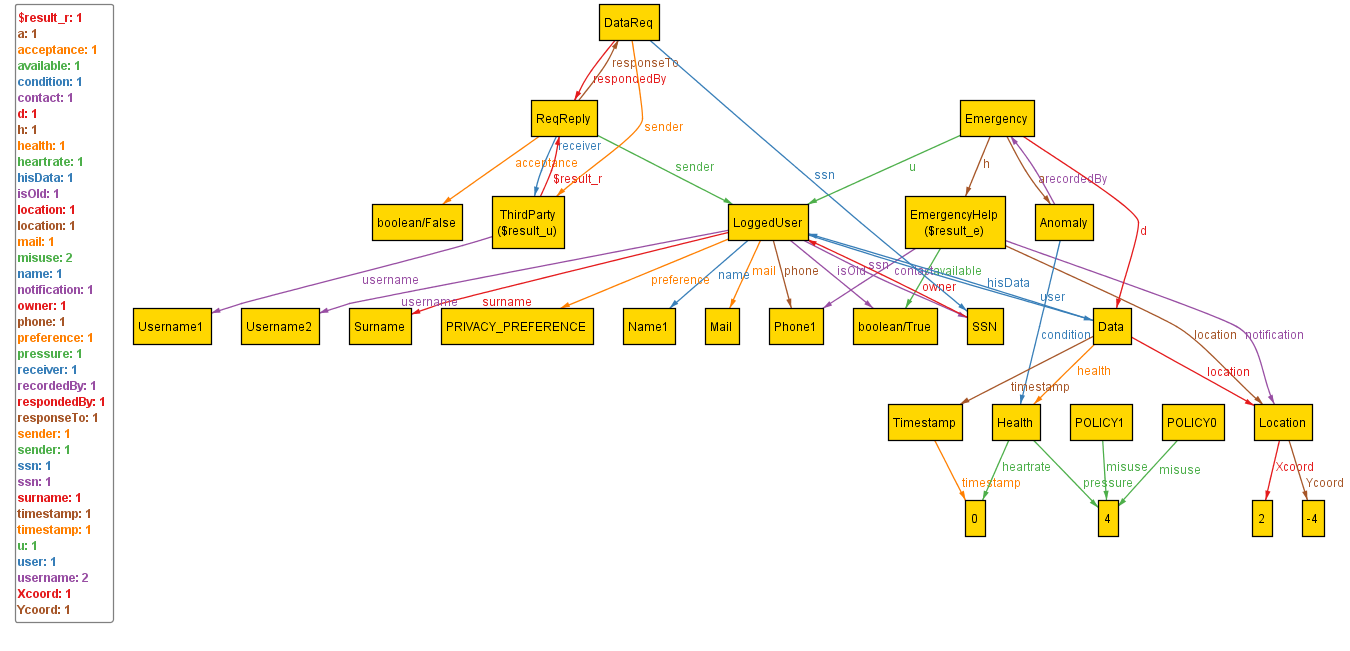 $result_r: 1
a: 1
acceptance: 1
available: 1
condition: 1
contact: 1
d: 1
h: 1
health: 1
heartrate: 1
hisData: 1
isOld: 1
location: 1
location: 1
mail: 1
misuse: 2
name: 1
notification: 1
owner: 1
phone: 1
preference: 1
pressure: 1
receiver: 1
recordedBy: 1
respondedBy: 1
responseTo: 1
sender: 1
sender: 1
ssn: 1
ssn: 1
surname: 1
timestamp: 1
timestamp: 1
u: 1
user: 1
username: 2
Xcoord: 1
Ycoord: 1
DataReq
responseTo
respondedBy
ReqReply
Emergency
sender
receiver
acceptance
sender
u
h
ssn
$result_r
a
recordedBy
boolean/False
ThirdParty
($result_u)
LoggedUser
EmergencyHelp
($result_e)
Anomaly
d
username
username
surname
preference
name
mail
phone
isOld
ssn
contact
available
owner
hisData
user
Username1
Username2
Surname
PRIVACY_PREFERENCE
Name1
Mail
Phone1
boolean/True
SSN
Data
condition
location
notification
timestamp
health
location
Timestamp
Health
POLICY1
POLICY0
Location
timestamp
heartrate
pressure
misuse
misuse
Xcoord
Ycoord
0
4
2
-4